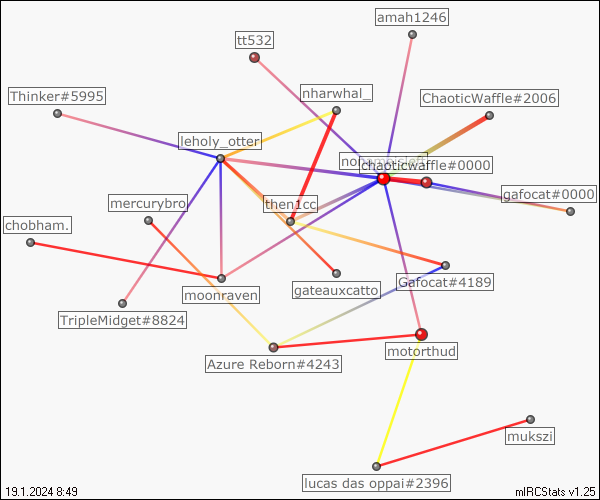 amah1246
tt532
nharwhal_
Thinker#5995
ChaoticWaffle#2006
leholy_otter
chaoticwaffle#0000
gafocat#0000
mercurybro
then1cc
chobham.
moonraven
gateauxcatto
Gafocat#4189
TripleMidget#8824
motorthud
Azure Reborn#4243
mukszi
lucas das oppai#2396
19.1.2024 8:49
mIRCStats v1.25